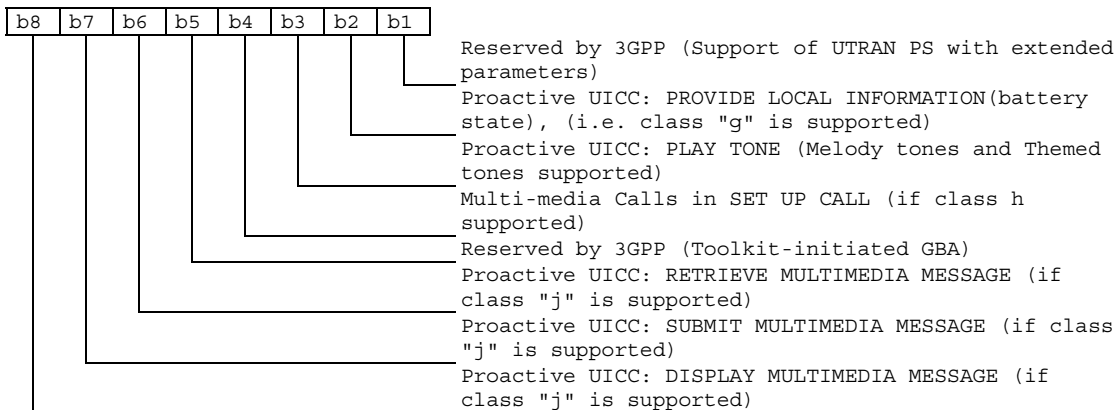 b8 b7 b6 b5 b4 b3 b2 b1
Reserved by 3GPP (Support of UTRAN PS with extended
parameters)
Proactive UICC: PROVIDE LOCAL INFORMATION(battery
state), (i.e. class "g" is supported)
Proactive UICC: PLAY TONE (Melody tones and Themed
tones supported)
Multi-media Calls in SET UP CALL (if class h
supported)
Reserved by 3GPP (Toolkit-initiated GBA)
Proactive UICC: RETRIEVE MULTIMEDIA MESSAGE (if
class "j" is supported)
Proactive UICC: SUBMIT MULTIMEDIA MESSAGE (if class
"j" is supported)
Proactive UICC: DISPLAY MULTIMEDIA MESSAGE (if
class "j" is supported)